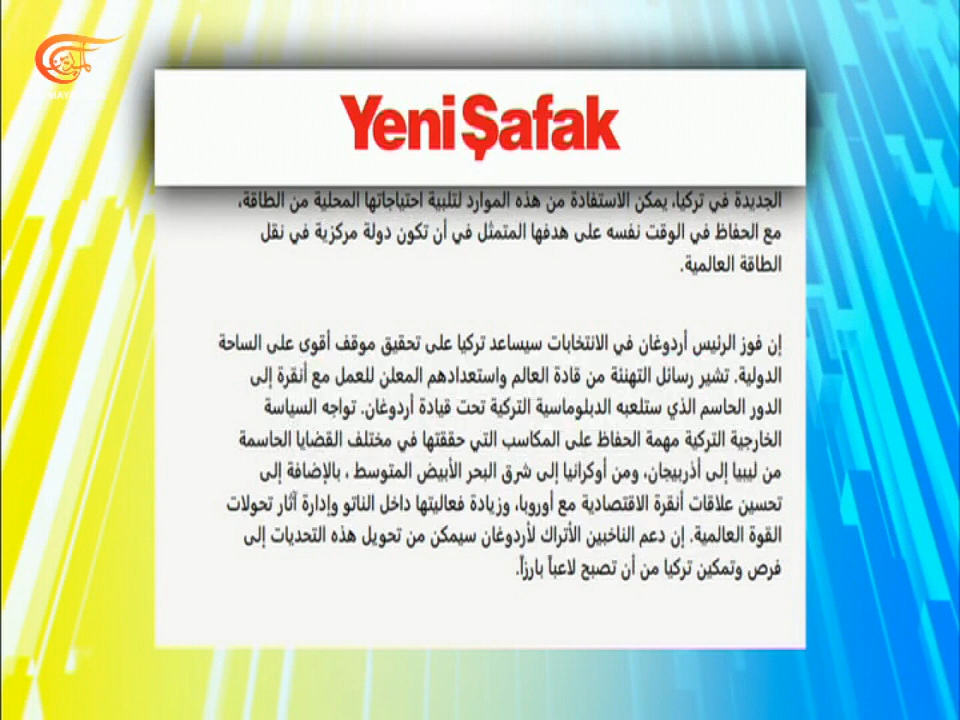 الميادين
MAYADEEN
YeniŞafak
الجديدة في تركيا، يمكن الاستفادة من هذه الموارد لتلبية احتياجاتها المحلية من الطاقة،
مع الحفاظ في الوقت نفسه على هدفها المتمثل في أن تكون دولة مركزية في نقل
الطاقة العالمية.
إن فوز الرئيس أردوغان في الانتخابات سيساعد تركيا على تحقيق موقف أقوى على الساحة
الدولية. تشير رسائل التهنئة من قادة العالم واستعدادهم المعلن للعمل مع أنقرة إلى
الدور الحاسم الذي ستلعبه الدبلوماسية التركية تحت قيادة أردوغان. تواجه السياسة
الخارجية التركية مهمة الحفاظ على المكاسب التي حققتها في مختلف القضايا الحاسمة
من ليبيا إلى أذربيجان، ومن أوكرانيا إلى شرق البحر الأبيض المتوسط ، بالإضافة إلى
تحسين علاقات أنقرة الاقتصادية مع أوروبا، وزيادة فعاليتها داخل الناتو وإدارة آثار تحولات
القوة العالمية. إن دعم الناخبين الأتراك لأردوغان سيمكن من تحويل هذه التحديات إلى
فرص وتمكين تركيا من أن تصبح لاعباً بارزاً.